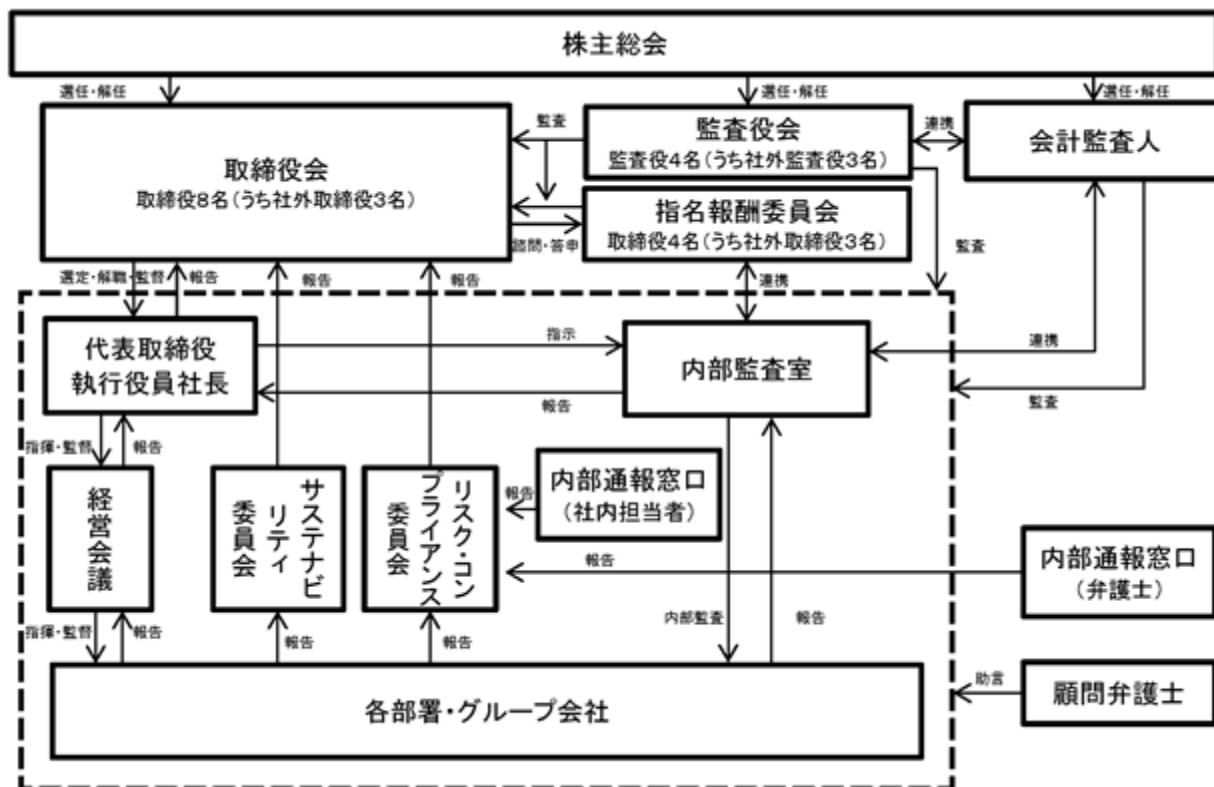 株主総会
選任・解任
選任・解任
選任・解任
取締役会
取締役8名(うち社外取締役3名)
監査
監査役会
監査役4名(うち社外監査役3名)
連携
会計監査人
指名報酬委員会
取締役4名(うち社外取締役3名)
諮問・答申
監査
選定・解職・監督
報告
報告
報告
連携
代表取締役
執行役員社長
指示
内部監査室
連携
報告
監査
指揮・監督
報告
経営会議
サステナビ
リティ
委員会
リスク・コン
プライアンス
委員会
報告
内部通報窓口
(社内担当者)
報告
内部通報窓口
(弁護士)
指揮・監督
報告
報告
報告
内部監査
報告
各部署・グループ会社
助言
顧問弁護士